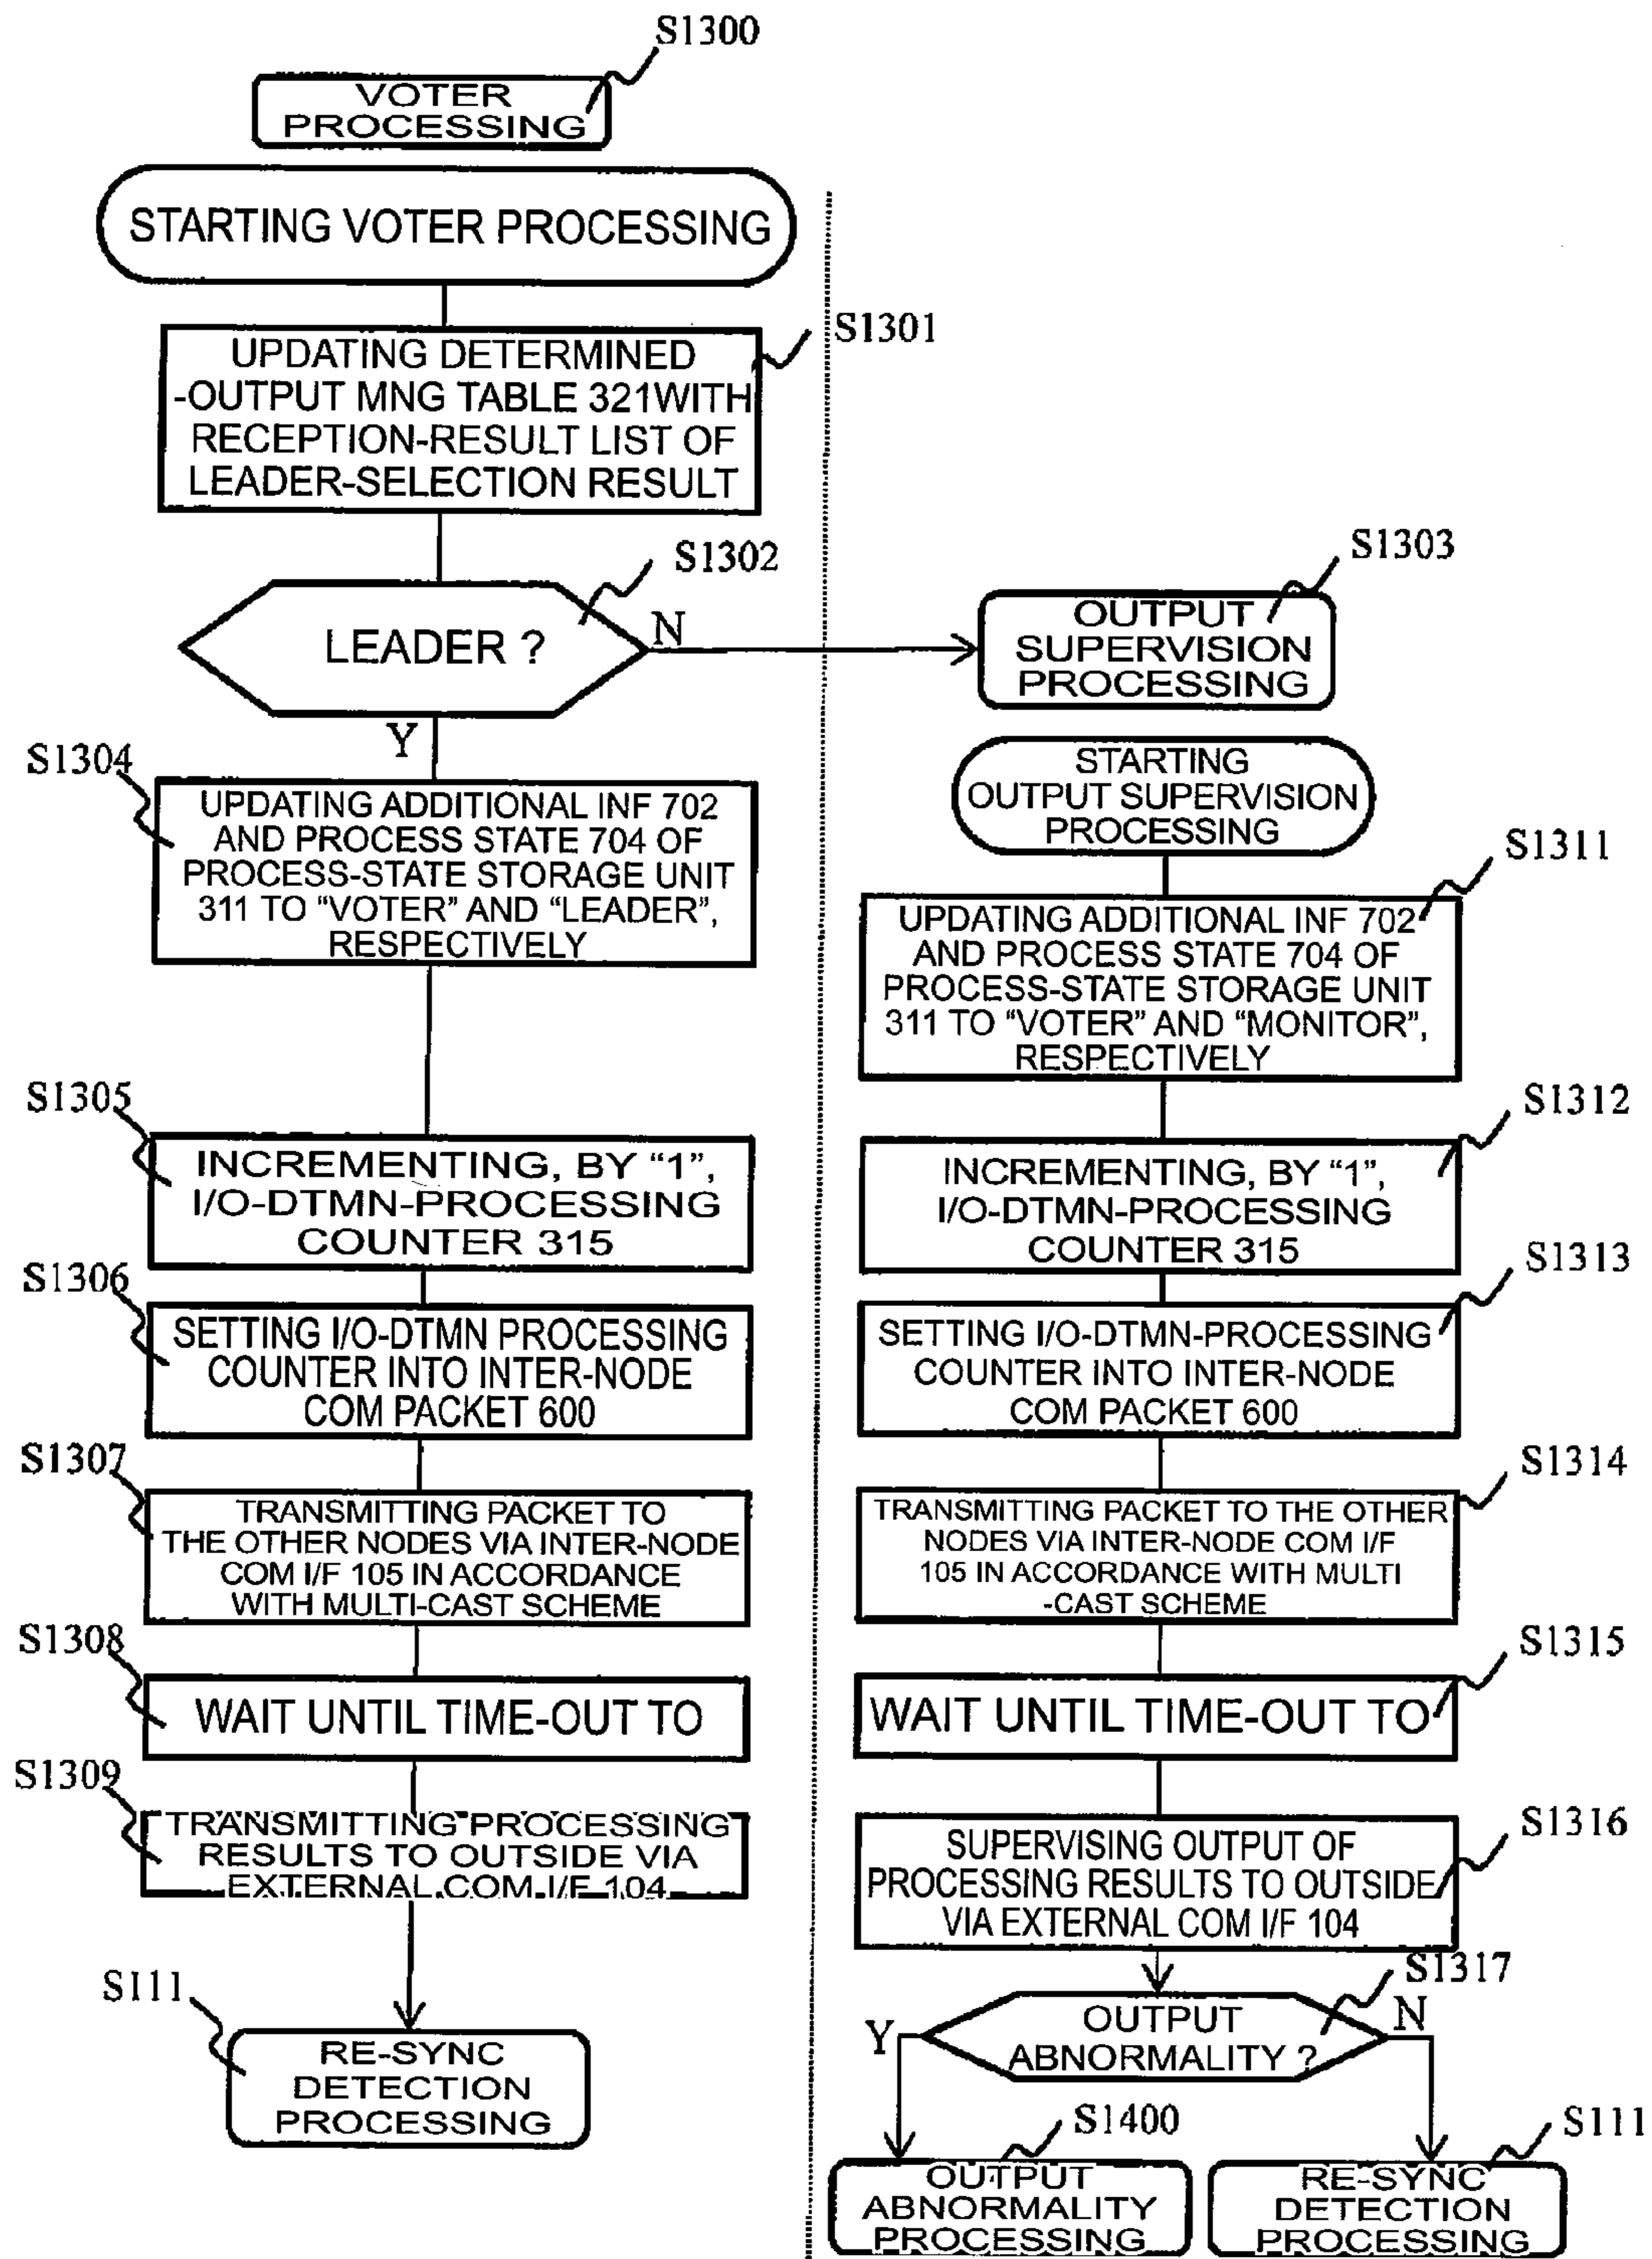 S1300
VOTER
PROCESSING
STARTING VOTER PROCESSING
S1301
UPDATING DETERMINED
-OUTPUT MNG TABLE 321WITH
RECEPTION-RESULT LIST OF
LEADER-SELECTION RESULT
S1302
LEADER ?
N
Y
S1304
UPDATING ADDITIONAL INF 702
AND PROCESS STATE 704 OF
PROCESS-STATE STORAGE UNIT
311 TO “VOTER” AND “LEADER”,
RESPECTIVELY
S1305
INCREMENTING, BY “1”,
I/O-DTMN-PROCESSING
COUNTER 315
S1306
SETTING I/O-DTMN PROCESSING
COUNTER INTO INTER-NODE
COM PACKET 600
S1307
TRANSMITTING PACKET TO
THE OTHER NODES VIA INTER-NODE
COM I/F 105 IN ACCORDANCE
WITH MULTI-CAST SCHEME
S1308
WAIT UNTIL TIME-OUT TO
S1309
TRANSMITTING PROCESSING
RESULTS TO OUTSIDE VIA
EXTERNAL COM I/F 104
S111
RE-SYNC
DETECTION
PROCESSING
S1303
OUTPUT
SUPERVISION
PROCESSING
STARTING
OUTPUT SUPERVISION
PROCESSING
S1311
UPDATING ADDITIONAL INF 702
AND PROCESS STATE 704 OF
PROCESS-STATE STORAGE UNIT
311 TO “VOTER” AND “MONITOR”,
RESPECTIVELY
S1312
INCREMENTING, BY “1”,
I/O-DTMN-PROCESSING
COUNTER 315
S1313
SETTING I/O-DTMN-PROCESSING
COUNTER INTO INTER-NODE
COM PACKET 600
S1314
TRANSMITTING PACKET TO THE OTHER
NODES VIA INTER-NODE COM I/F
105 IN ACCORDANCE WITH MULTI
-CAST SCHEME
S1315
WAIT UNTIL TIME-OUT TO
S1316
SUPERVISING OUTPUT OF
PROCESSING RESULTS TO OUTSIDE
VIA EXTERNAL COM I/F 104
S1317
OUTPUT
ABNORMALITY ?
Y
N
S1400
OUTPUT
ABNORMALITY
PROCESSING
S111
RE-SYNC
DETECTION
PROCESSING